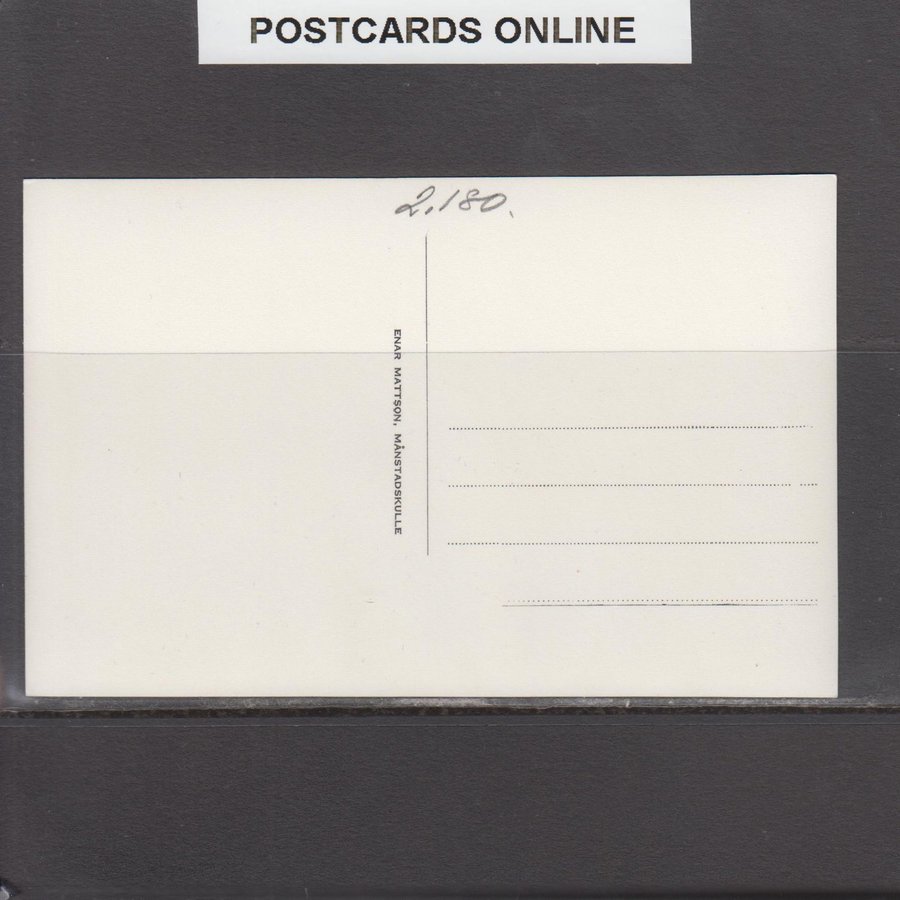 POSTCARDS ONLINE
2.180.
ENAR MATTSON, MÅNSTADSKULLE